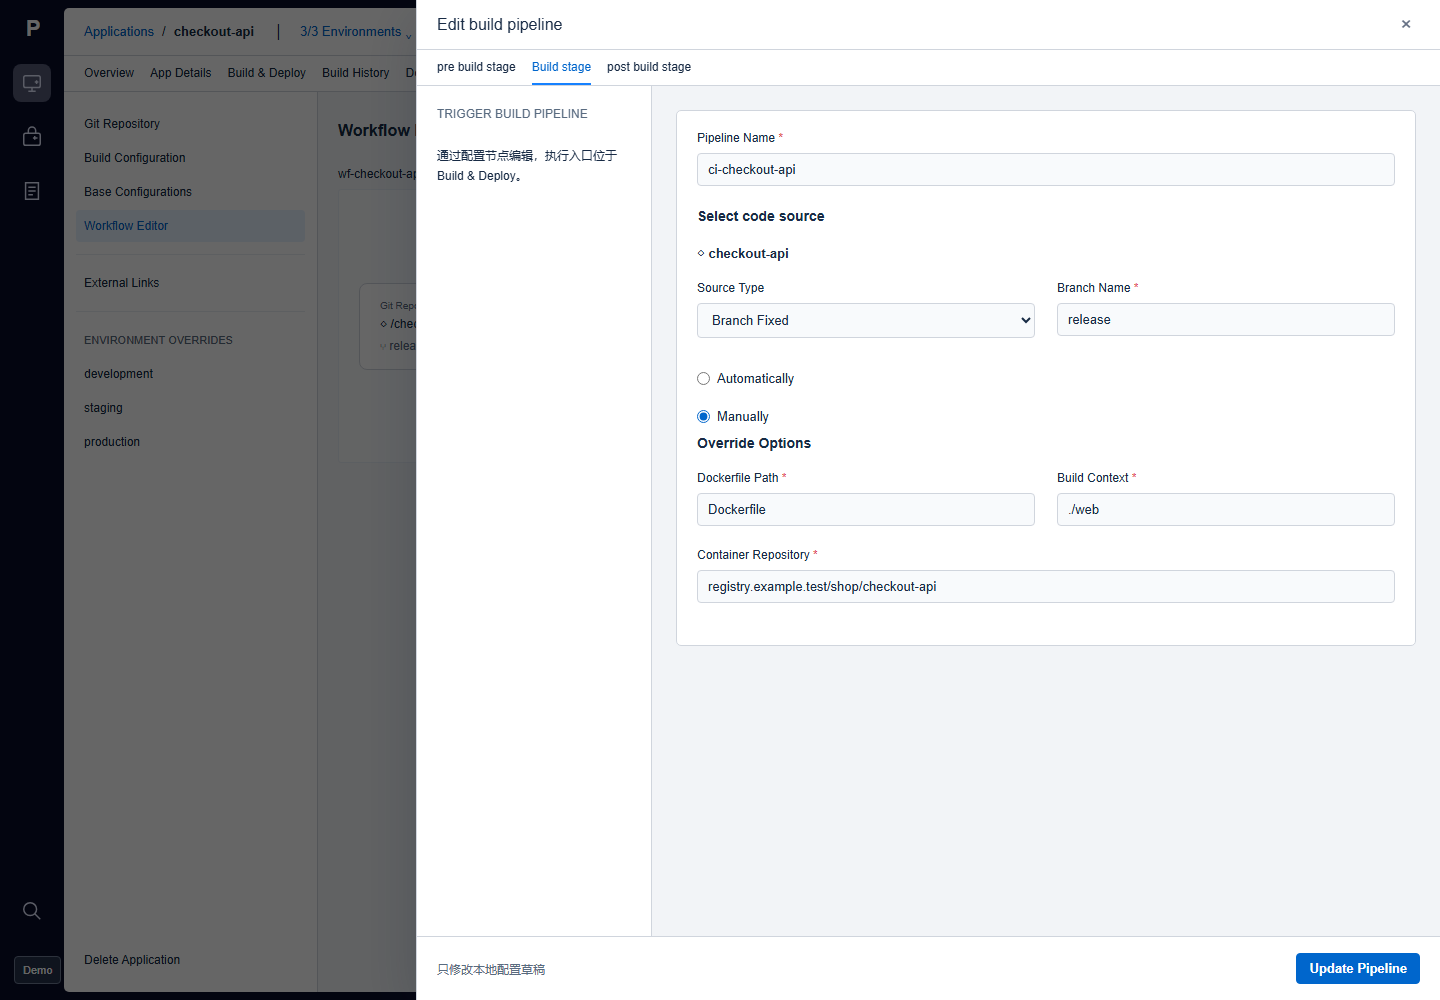 P
Applications / checkout-api | 3/3 Environments
Overview App Details Build & Deploy Build History
Git Repository
Build Configuration
Base Configurations
Workflow Editor
External Links
ENVIRONMENT OVERRIDES
development
staging
production
Delete Application
Demo
Workflow
Git
Edit build pipeline
×
pre build stage Build stage post build stage
TRIGGER BUILD PIPELINE
通过配置节点编辑，执行入口位于
Build & Deploy。
Pipeline Name *
ci-checkout-api
Select code source
checkout-api
Source Type Branch Name *
Branch Fixed release
Automatically
Manually
Override Options
Dockerfile Path * Build Context *
Dockerfile ./web
Container Repository *
registry.example.test/shop/checkout-api
只修改本地配置草稿
Update Pipeline